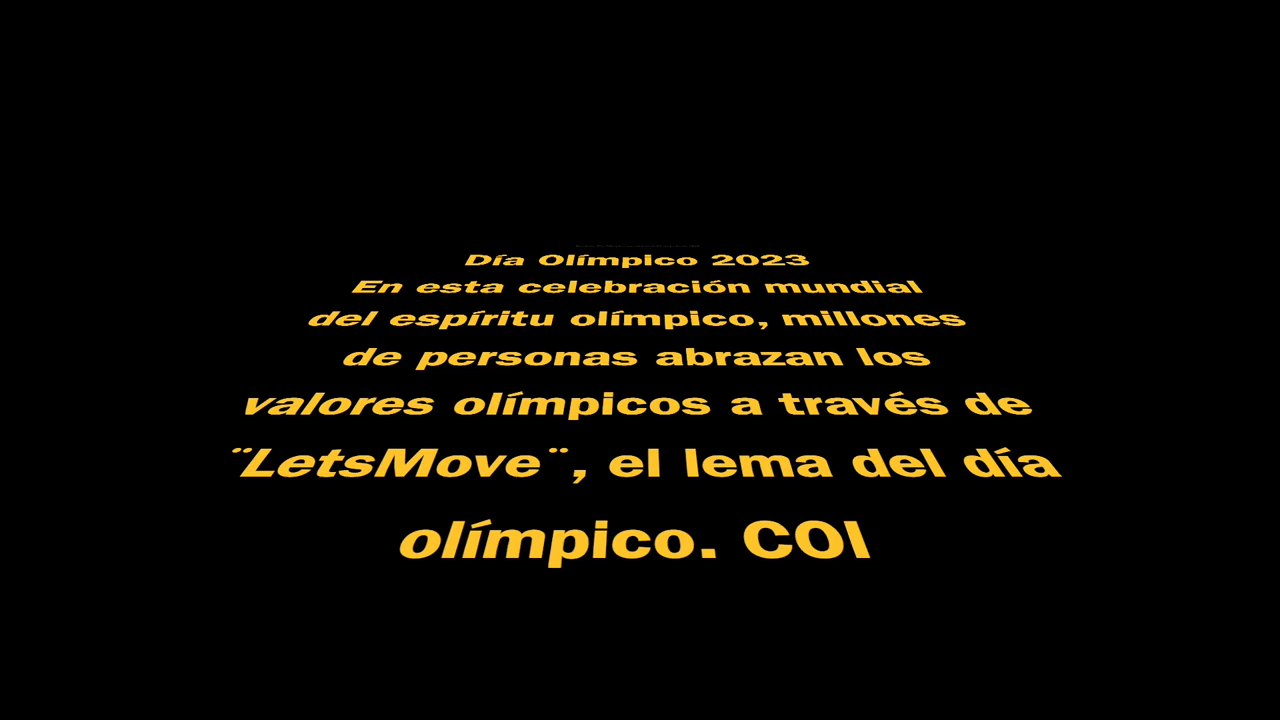 Día Olímpico 2023
En esta celebración mundial
del espíritu olímpico, millones
de personas abrazan los
valores olímpicos a través de
¨LetsMove¨, el lema del día
olímpico. COI